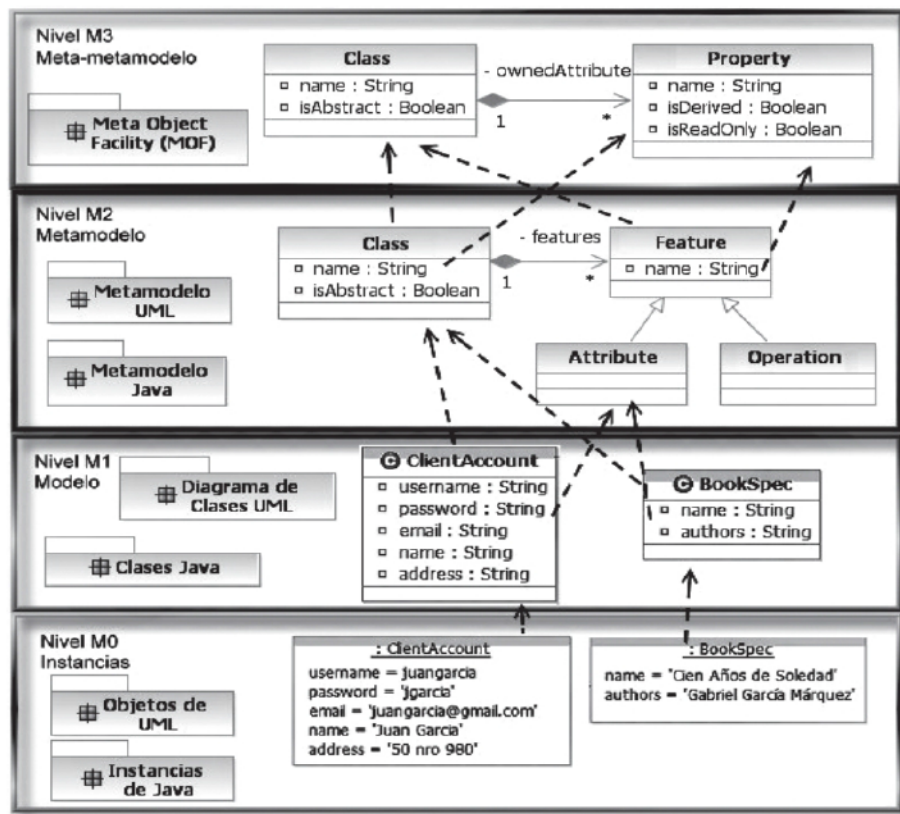 Nivel M3
Meta-metamodelo
Meta Object
Facility (MOF)
Class
name : String
isAbstract : Boolean
- ownedAttribute
1
*
Property
name : String
isDerived : Boolean
isReadOnly : Boolean
Nivel M2
Metamodelo
Metamodelo
UML
Metamodelo
Java
Class
name : String
isAbstract : Boolean
- features
1
*
Feature
name : String
Attribute
Operation
Nivel M1
Modelo
Diagrama de
Clases UML
Clases Java
C ClientAccount
username : String
password : String
email : String
name : String
address : String
C BookSpec
name : String
authors : String
Nivel M0
Instancias
Objetos de
UML
Instancias
de Java
: ClientAccount
username = juangarcia
password = 'jgarcia'
email = 'juangarcia@gmail.com'
name = 'Juan Garcia'
address = '50 nro 980'
: BookSpec
name = 'Cien Años de Soledad'
authors = 'Gabriel García Márquez'